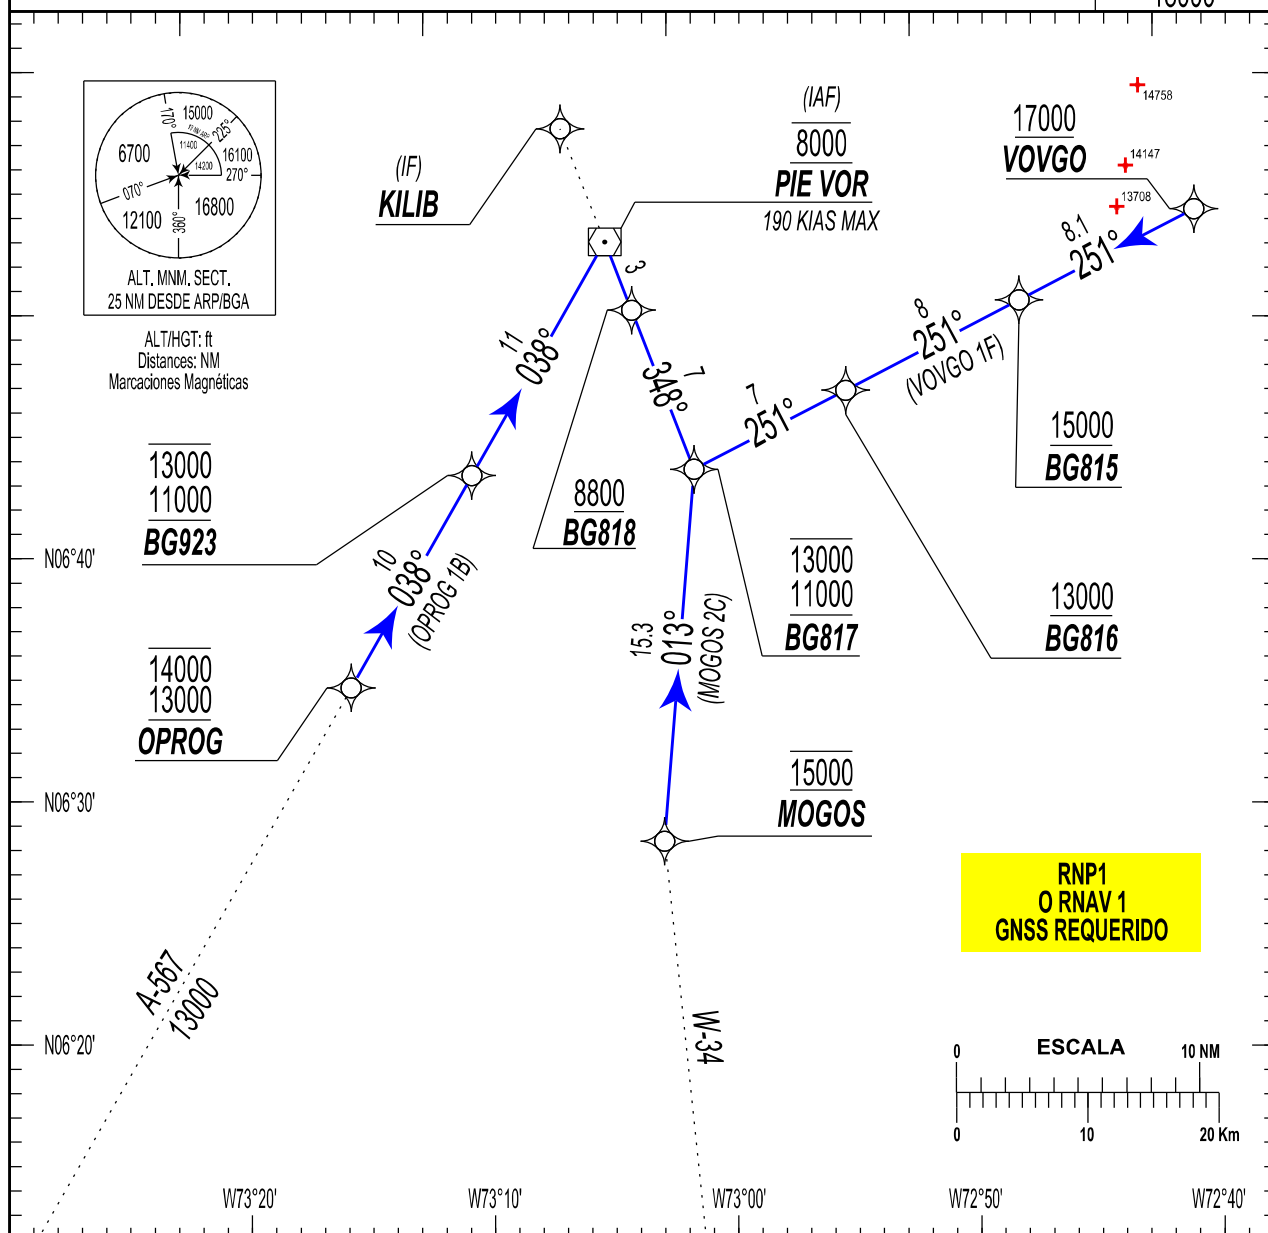 14758
(IAF)
8000
PIE VOR
190 KIAS MAX
17000
VOVGO
14147
13708
170°
15000
11400
225°
6700
16100
14200
270°
070°
12100
16800
360°
ALT. MNM. SECT.
25 NM DESDE ARP/BGA
ALT/HGT: ft
Distances: NM
Marcaciones Magnéticas
(IF)
KILIB
8.1
251°
3
8
251°
(VOVGO 1F)
11
038°
7
348°
7
251°
15000
BG815
13000
11000
BG923
8800
BG818
N06°40'
10
038°
(OPROG 1B)
13000
11000
BG817
13000
BG816
15.3
013°
(MOGOS 2C)
14000
13000
OPROG
15000
MOGOS
N06°30'
RNP1
O RNAV 1
GNSS REQUERIDO
A-567
13000
W-34
N06°20'
0 ESCALA 10 NM
0 10 20 Km
W73°20' W73°10' W73°00' W72°50' W72°40'